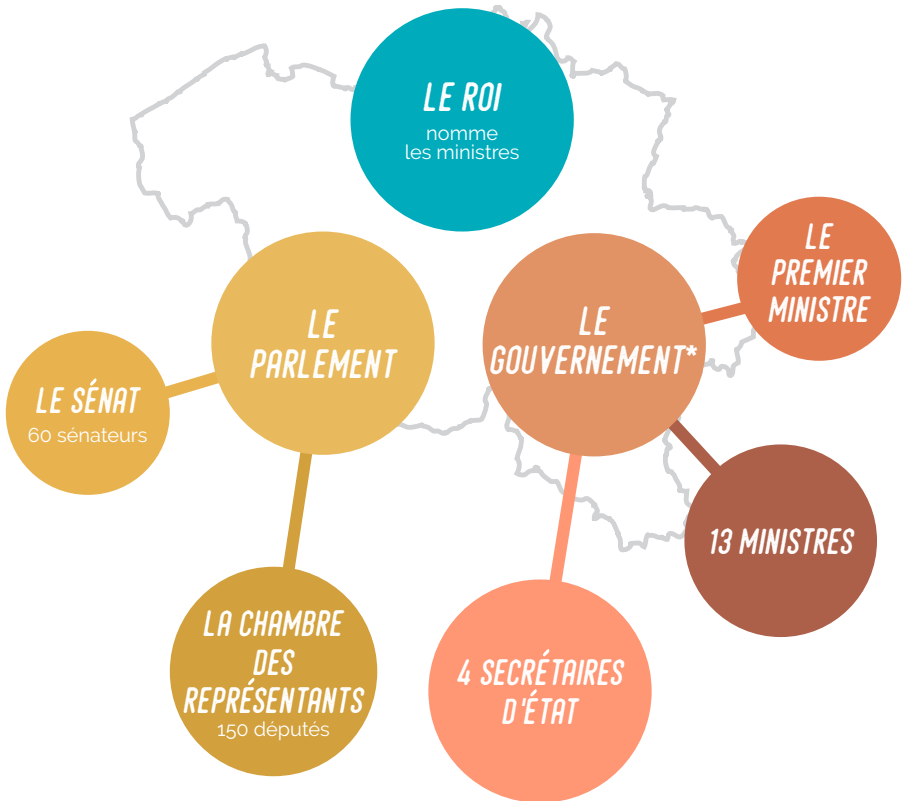 LE ROI
nomme
les ministres
LE
PREMIER
MINISTRE
LE
PARLEMENT
LE
GOUVERNEMENT*
LE SÉNAT
60 sénateurs
13 MINISTRES
LA CHAMBRE
DES
REPRÉSENTANTS
150 députés
4 SECRÉTAIRES
D'ÉTAT